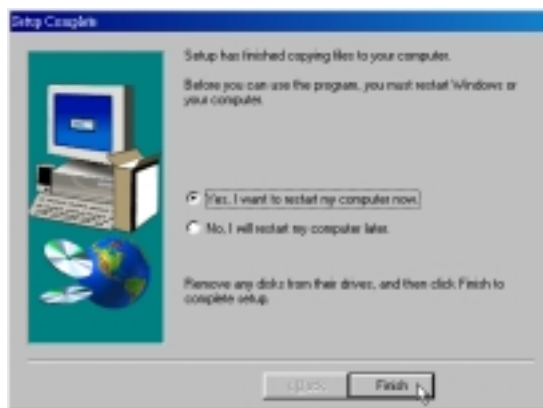 Setup Complete
Setup has finished copying files to your computer.
Before you can use the program, you must restart Windows or
your computer.
Yes, I want to restart my computer now.
No, I will restart my computer later.
Remove any disks from their drives, and then click Finish to
complete setup.
< Back
Finish